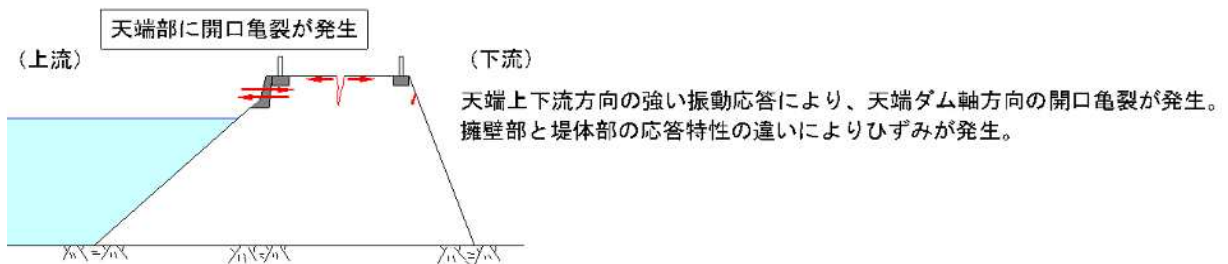 天端部に開口亀裂が発生
（上流）
（下流）
天端上下流方向の強い振動応答により、天端ダム軸方向の開口亀裂が発生。
擁壁部と堤体部の応答特性の違いによりひずみが発生。